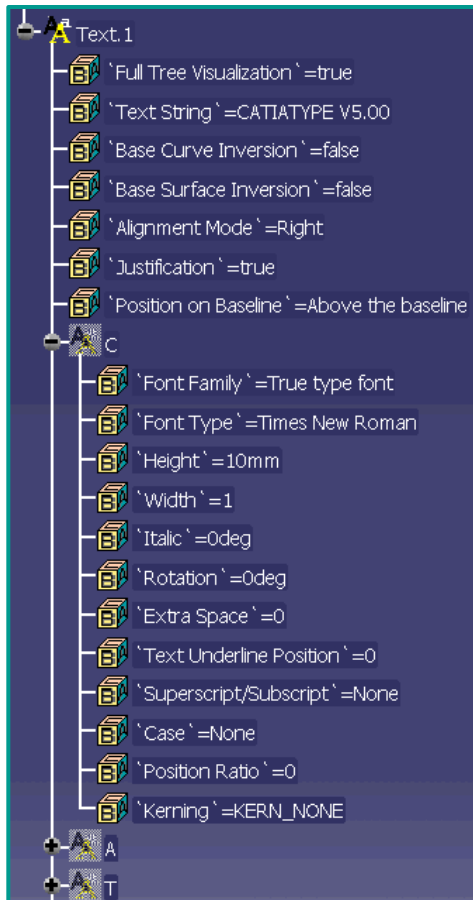 Text.1
`Full Tree Visualization`=true
`Text String`=CATIATYPE V5.00
`Base Curve Inversion`=false
`Base Surface Inversion`=false
`Alignment Mode`=Right
`Justification`=true
`Position on Baseline`=Above the baseline
C
`Font Family`=True type font
`Font Type`=Times New Roman
`Height`=10mm
`Width`=1
`Italic`=0deg
`Rotation`=0deg
`Extra Space`=0
`Text Underline Position`=0
`Superscript/Subscript`=None
`Case`=None
`Position Ratio`=0
`Kerning`=KERN_NONE
A
T